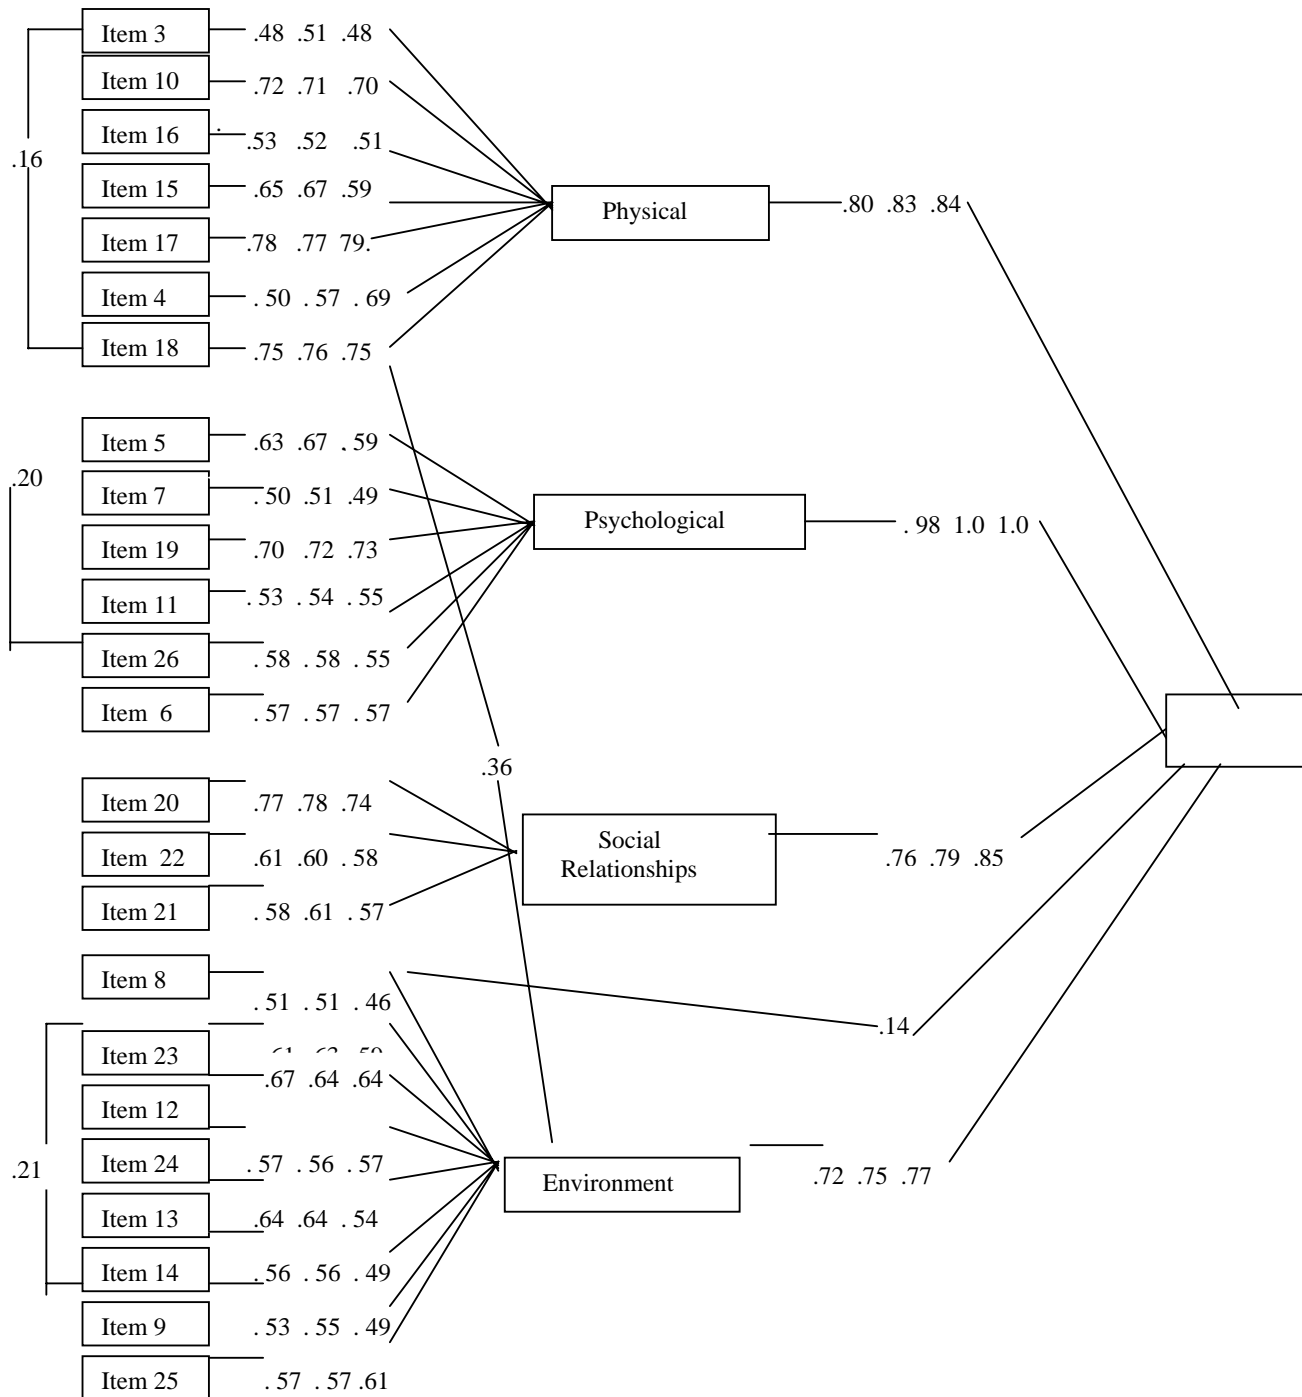 Item 3 .48 .51 .48
Item 10 .72 .71 .70
Item 16 .53 .52 .51
.16
Item 15 .65 .67 .59
Physical .80 .83 .84
Item 17 .78 .77 79.
Item 4 . 50 . 57 . 69
Item 18 .75 .76 .75
Item 5 .63 .67 . 59
.20
Item 7 . 50 .51 .49
Psychological . 98 1.0 1.0
Item 19 .70 .72 .73
Item 11 . 53 . 54 . 55
Item 26 . 58 . 58 . 55
Item 6 . 57 . 57 . 57
.36
Item 20 .77 .78 .74
Social
Relationships
.76 .79 .85
Item 22 .61 .60 . 58
Item 21 . 58 .61 . 57
Item 8
. 51 . 51 . 46
.14
Item 23
.67 .64 .64
Item 12
.21
Item 24 . 57 . 56 . 57
Environment .72 .75 .77
Item 13 .64 .64 . 54
Item 14 . 56 . 56 . 49
Item 9 . 53 . 55 . 49
Item 25 . 57 . 57 .61